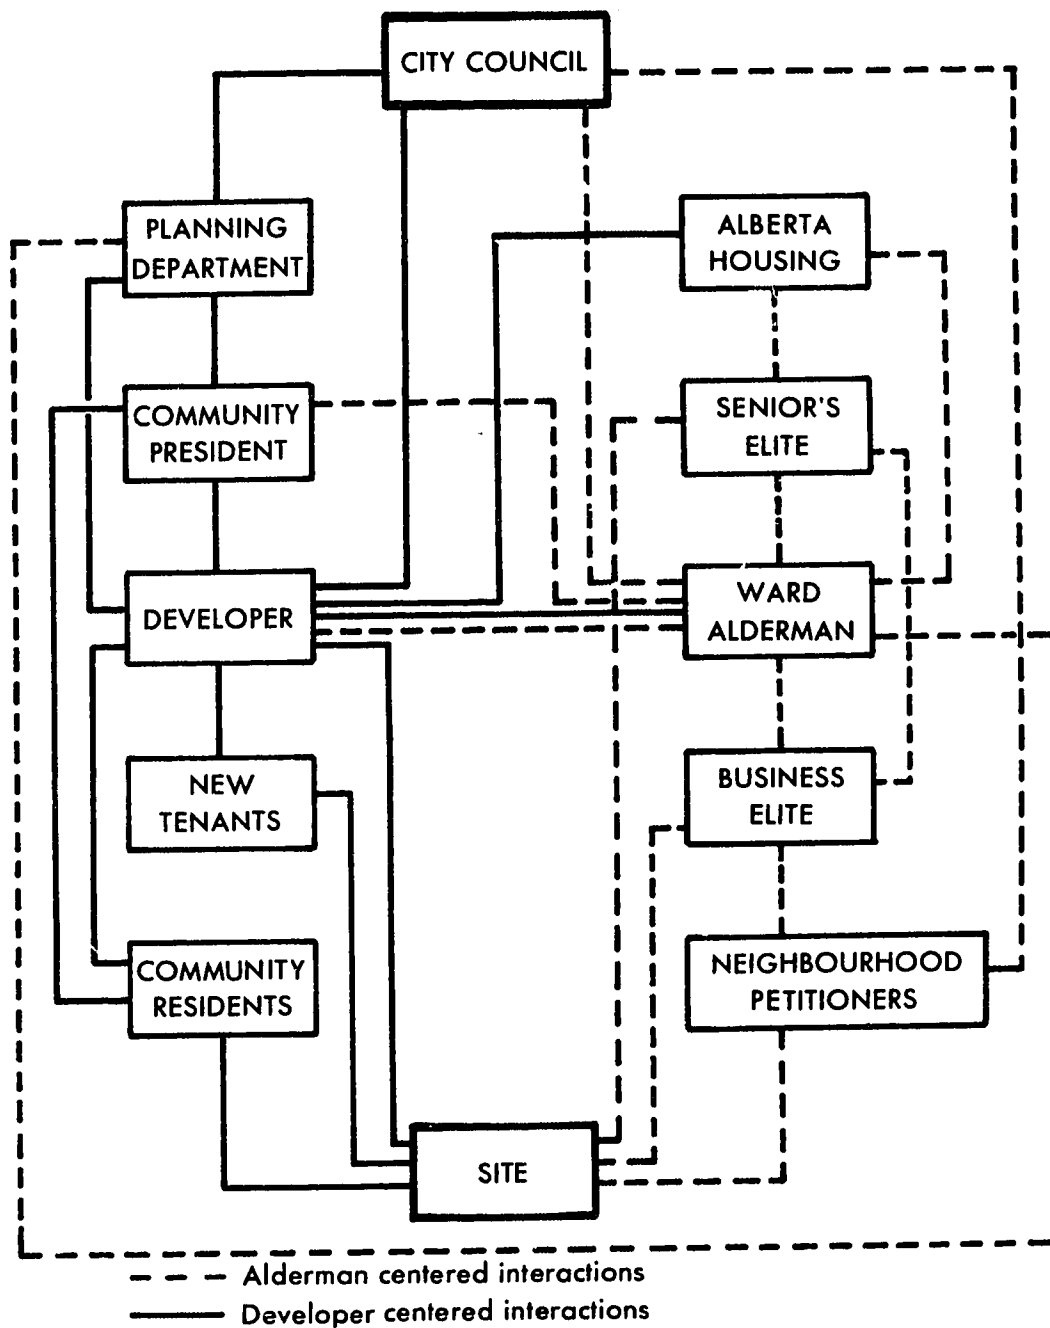 CITY COUNCIL
PLANNING
DEPARTMENT
ALBERTA
HOUSING
COMMUNITY
PRESIDENT
SENIOR'S
ELITE
DEVELOPER
WARD
ALDERMAN
NEW
TENANTS
BUSINESS
ELITE
COMMUNITY
RESIDENTS
NEIGHBOURHOOD
PETITIONERS
SITE
Alderman centered interactions
Developer centered interactions